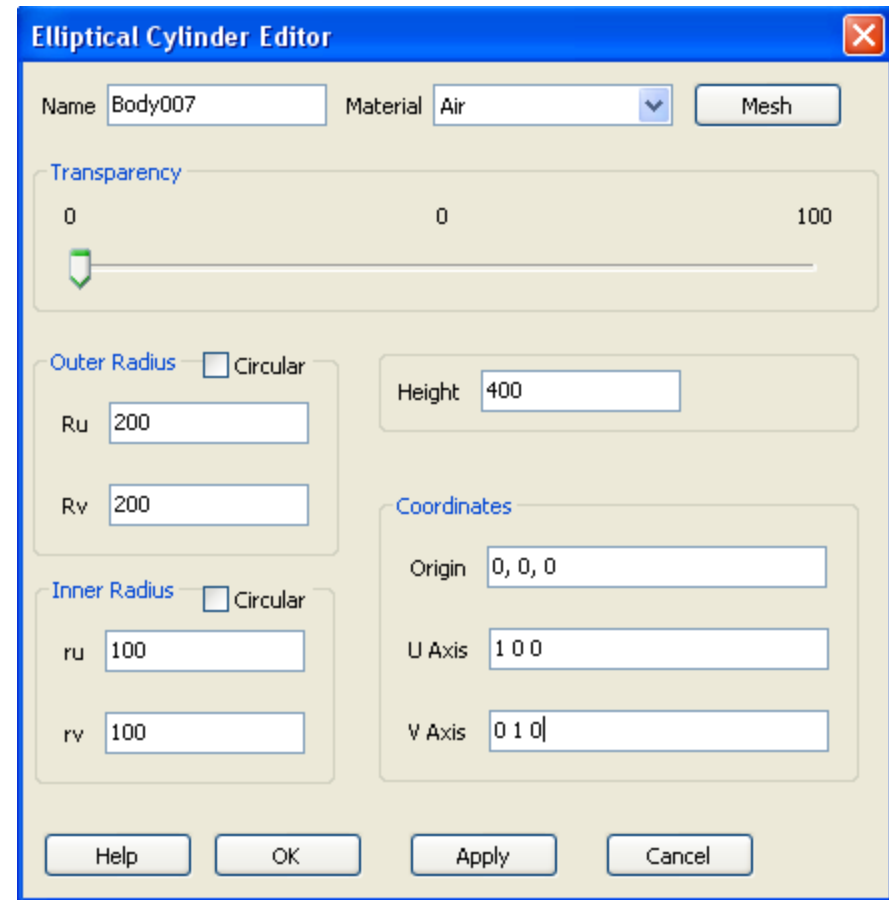 Elliptical Cylinder Editor
Name Body007 Material Air Mesh
Transparency
0 0 100
Outer Radius Circular
Ru 200
Rv 200
Height 400
Inner Radius Circular
ru 100
rv 100
Coordinates
Origin 0, 0, 0
U Axis 1 0 0
V Axis 0 1 0
Help OK Apply Cancel